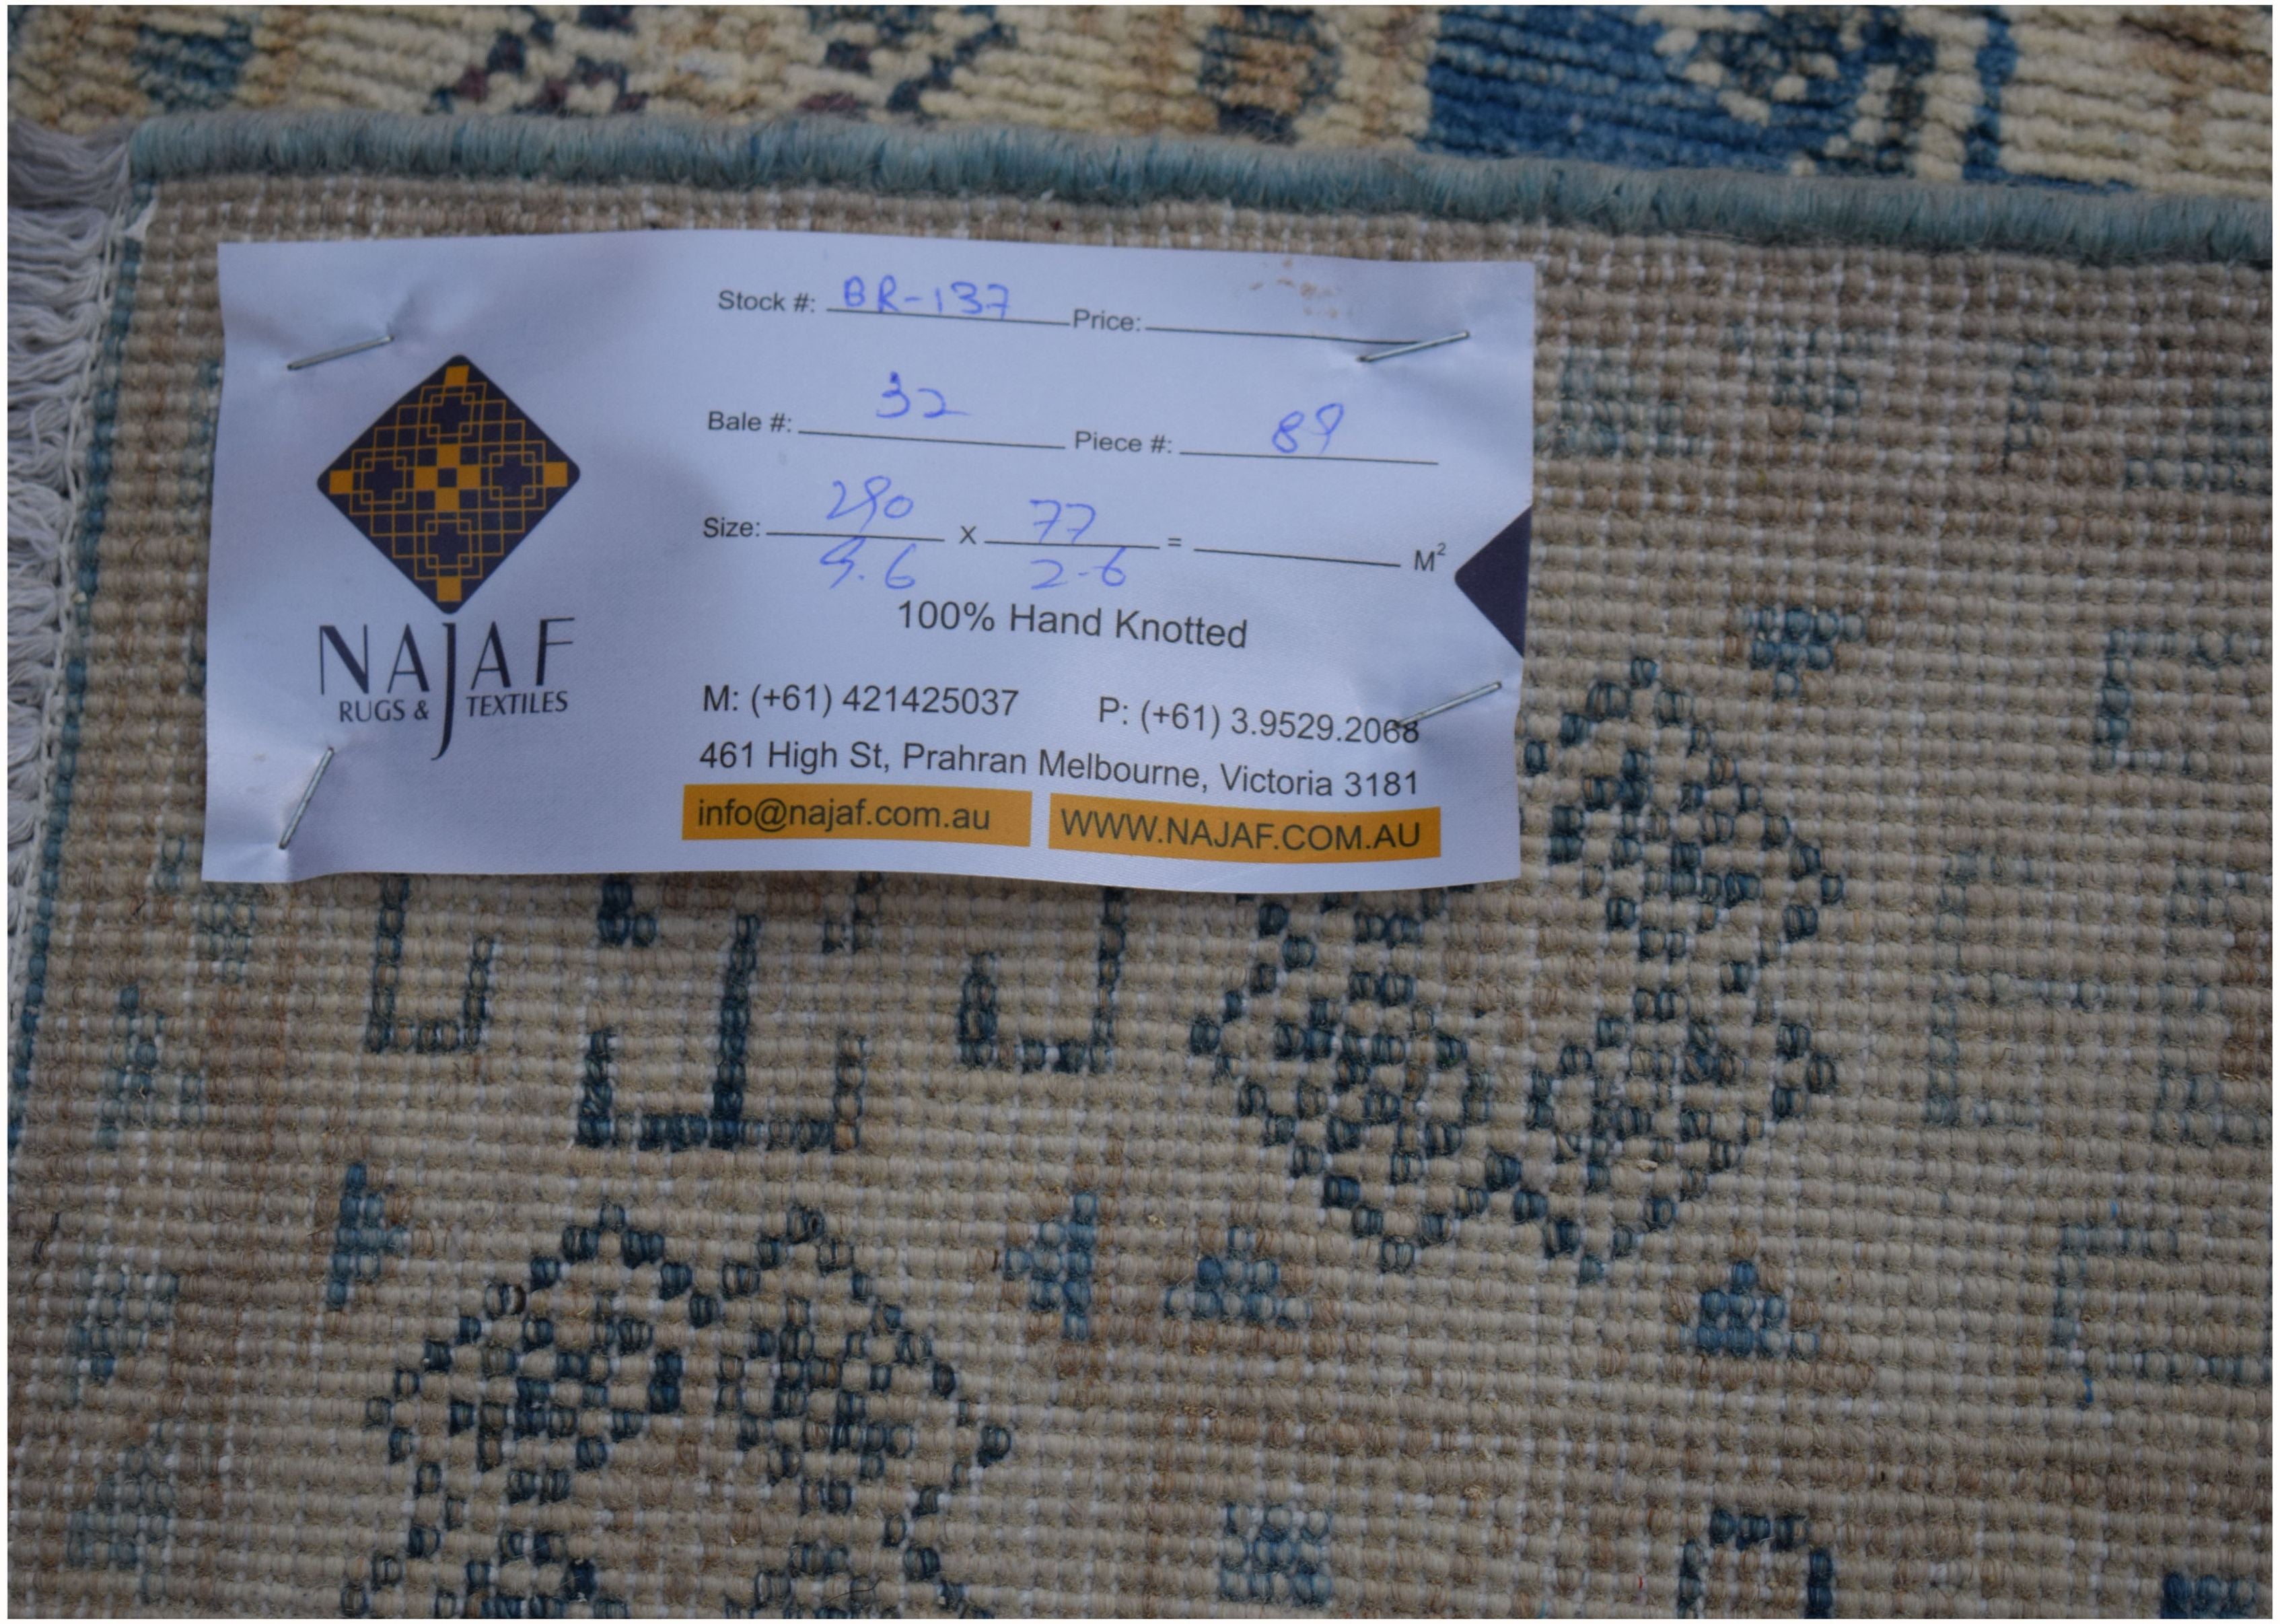 Stock #: BR-137 Price:
Bale #: 32 Piece #: 89
Size: 290 X 77 = M²
9.6 2.6
100% Hand Knotted
NAJAF
RUGS & TEXTILES
M: (+61) 421425037 P: (+61) 3.9529.2068
461 High St, Prahran Melbourne, Victoria 3181
info@najaf.com.au WWW.NAJAF.COM.AU